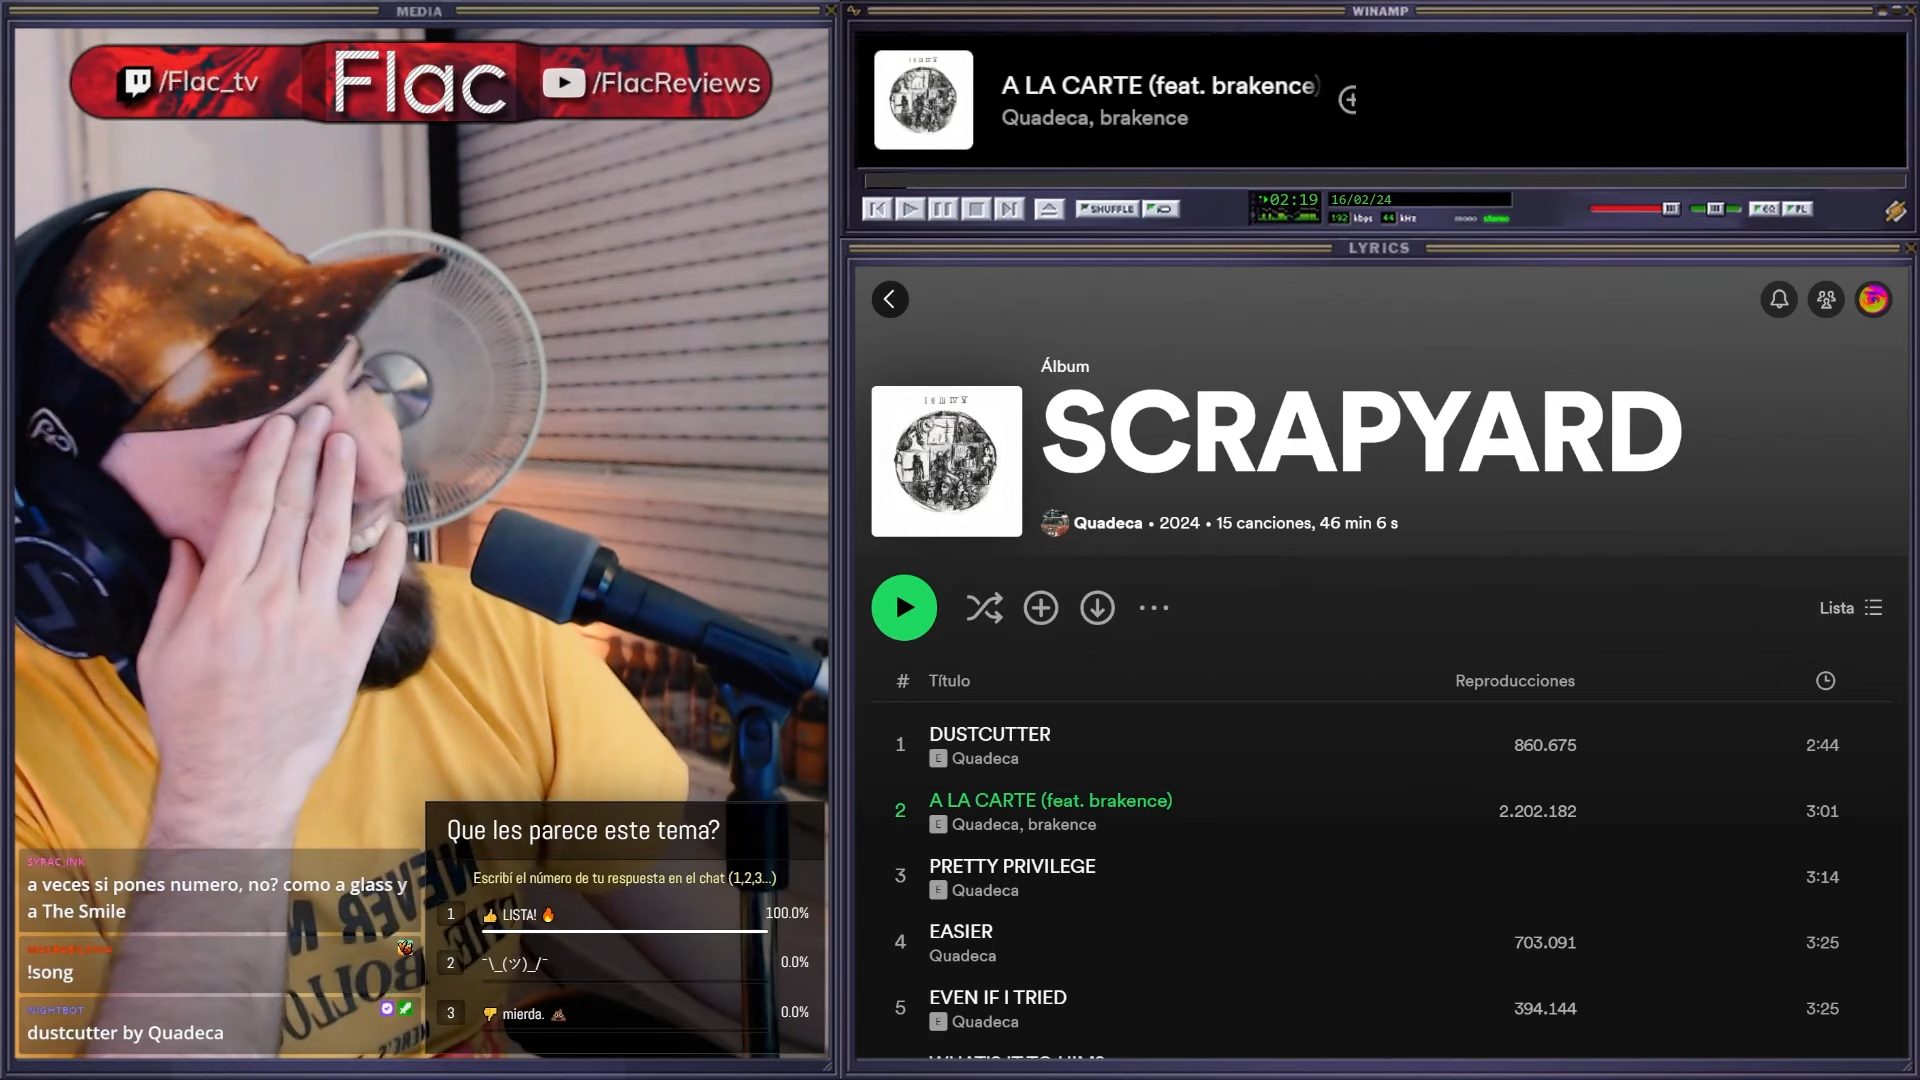 MEDIA
/Flac_tv
Flac
/FlacReviews
SYRAC_INK
a veces si pones numero, no? como a glass y
a The Smile
!song
NIGHTBOT
dustcutter by Quadeca
Que les parece este tema?
Escribí el número de tu respuesta en el chat (1,2,3...)
1 👍 LISTA! 🔥 100.0%
2 ¯\_(ツ)_/¯ 0.0%
3 👎 mierda. 💩 0.0%
WINAMP
A LA CARTE (feat. brakence)
Quadeca, brakence
SHUFFLE
02:19
16/02/24
192 kbps 44 kHz mono stereo
EQ PL
LYRICS
Álbum
SCRAPYARD
Quadeca • 2024 • 15 canciones, 46 min 6 s
Lista
# Título Reproducciones
1 DUSTCUTTER 860.675 2:44
E Quadeca
2 A LA CARTE (feat. brakence) 2.202.182 3:01
E Quadeca, brakence
3 PRETTY PRIVILEGE 3:14
E Quadeca
4 EASIER 703.091 3:25
Quadeca
5 EVEN IF I TRIED 394.144 3:25
E Quadeca
WHAT'S IT TO HIM?